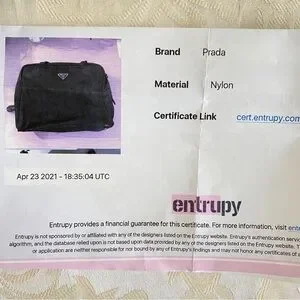 Brand Prada
Material Nylon
Certificate Link cert.entrupy.com
Apr 23 2021 - 18:35:04 UTC
entrupy
Entrupy provides a financial guarantee for this certificate. For more information, visit
Entrupy is not sponsored by or affiliated with any of the designers listed on the Entrupy website. Entrupy's authentication
algorithm, and the database relied upon is not based upon data provided by any of the designers listed on the Entrupy website.
or application are neither responsible for nor bound by any of Entrupy's findings and may not honor any certificates of